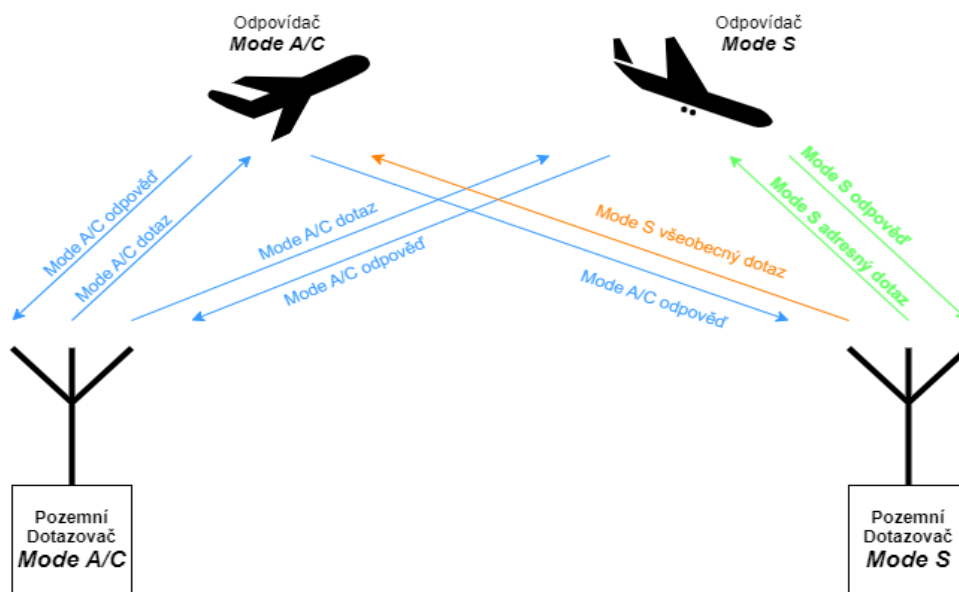 Odpovídač
Mode A/C
Odpovídač
Mode S
Mode A/C odpověď
Mode A/C dotaz
Mode A/C dotaz
Mode A/C odpověď
Mode S všeobecný dotaz
Mode A/C odpověď
Mode S odpověď
Mode S adresný dotaz
Pozemní
Dotazovač
Mode A/C
Pozemní
Dotazovač
Mode S